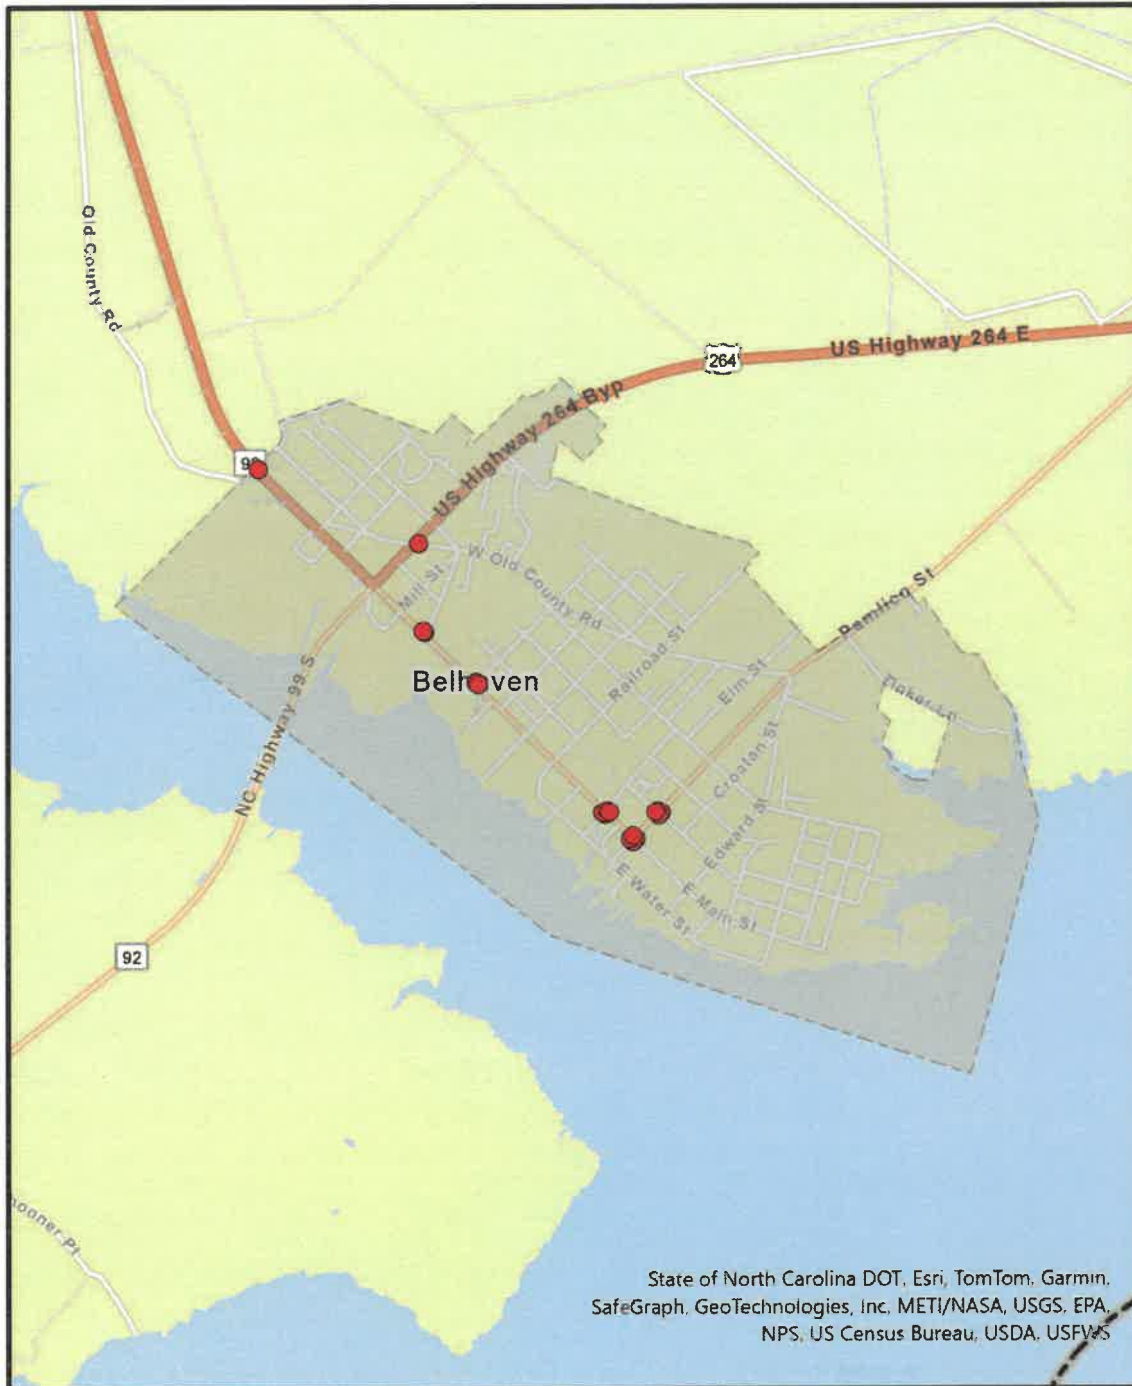 Old County Rd
264
US Highway 264 E
US Highway 264 Byp
W Old County Rd
Mill St
Pamlico St
Railroad St
Elm St
Belh ven
NC Highway 99 S
Croatan St
Edward St
E Water St
E Main St
92
State of North Carolina DOT, Esri, TomTom, Garmin,
SafeGraph, GeoTechnologies, Inc, METI/NASA, USGS, EPA,
NPS, US Census Bureau, USDA, USFWS